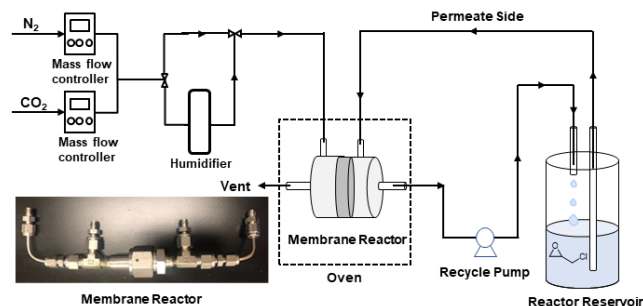 N2
Mass flow
controller
CO2
Mass flow
controller
Humidifier
Permeate Side
Vent
Membrane Reactor
Oven
Recycle Pump
Cl
Reactor Reservoir
Membrane Reactor